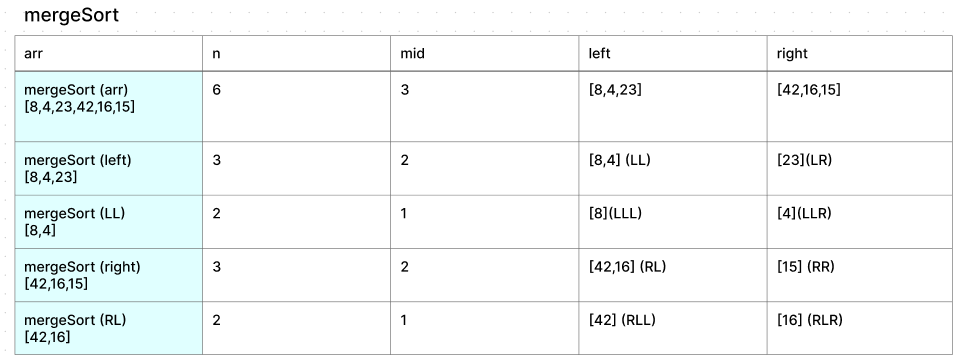 mergeSort
arr n mid left right
mergeSort (arr) 6 3 [8,4,23] [42,16,15]
[8,4,23,42,16,15]
mergeSort (left) 3 2 [8,4] (LL) [23](LR)
[8,4,23]
mergeSort (LL) 2 1 [8](LLL) [4](LLR)
[8,4]
mergeSort (right) 3 2 [42,16] (RL) [15] (RR)
[42,16,15]
mergeSort (RL) 2 1 [42] (RLL) [16] (RLR)
[42,16]